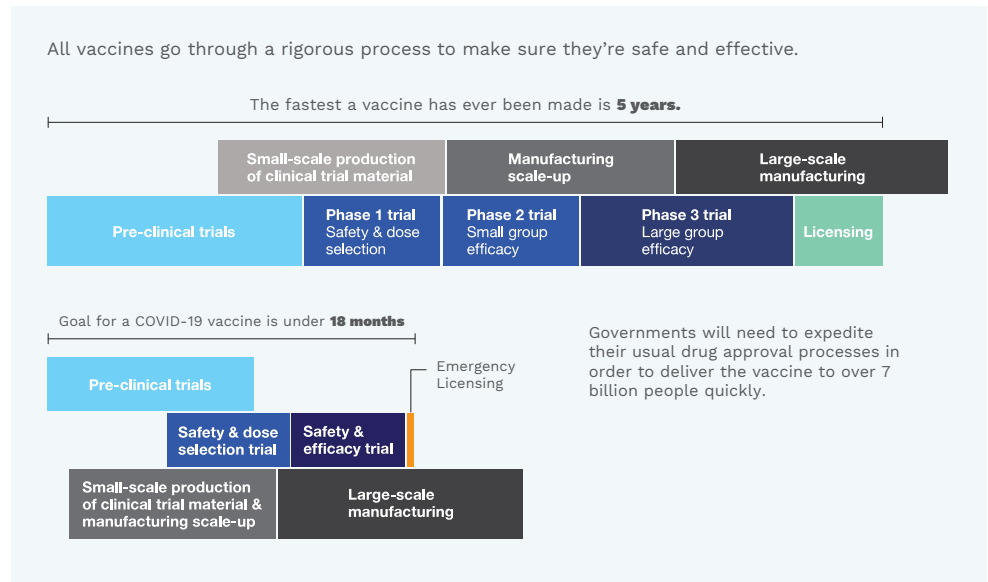 All vaccines go through a rigorous process to make sure they're safe and effective.
The fastest a vaccine has ever been made is 5 years.
Small-scale production
of clinical trial material
Manufacturing
scale-up
Large-scale
manufacturing
Pre-clinical trials
Phase 1 trial
Safety & dose
selection
Phase 2 trial
Small group
efficacy
Phase 3 trial
Large group
efficacy
Licensing
Goal for a COVID-19 vaccine is under 18 months
Emergency
Licensing
Pre-clinical trials
Safety & dose
selection trial
Safety &
efficacy trial
Small-scale production
of clinical trial material &
manufacturing scale-up
Large-scale
manufacturing
Governments will need to expedite
their usual drug approval processes in
order to deliver the vaccine to over 7
billion people quickly.